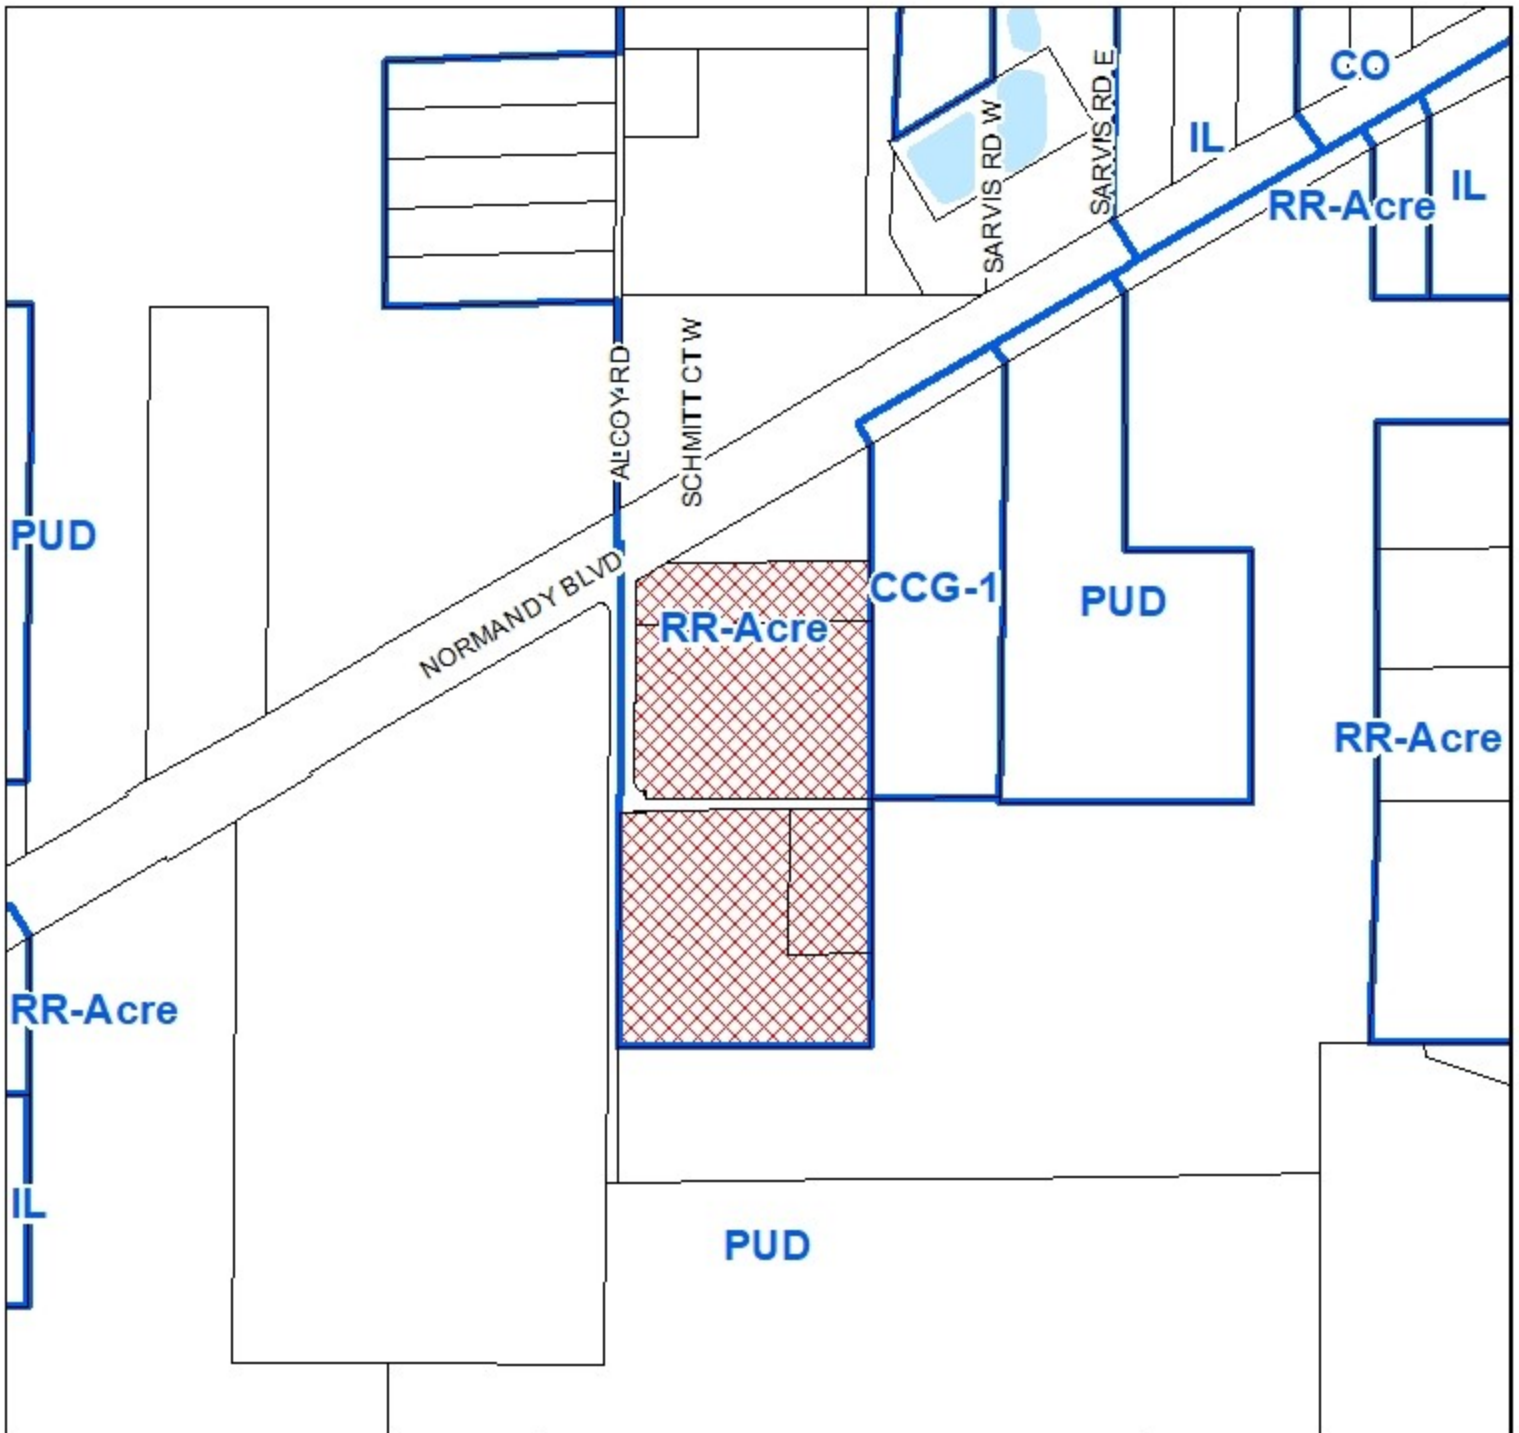 CO
IL
SARVIS RD E
SARVIS RD W
RR-Acre
IL
ALCOY RD
SCHMITT CT W
PUD
NORMANDY BLVD
CCG-1
PUD
RR-Acre
RR-Acre
RR-Acre
IL
PUD